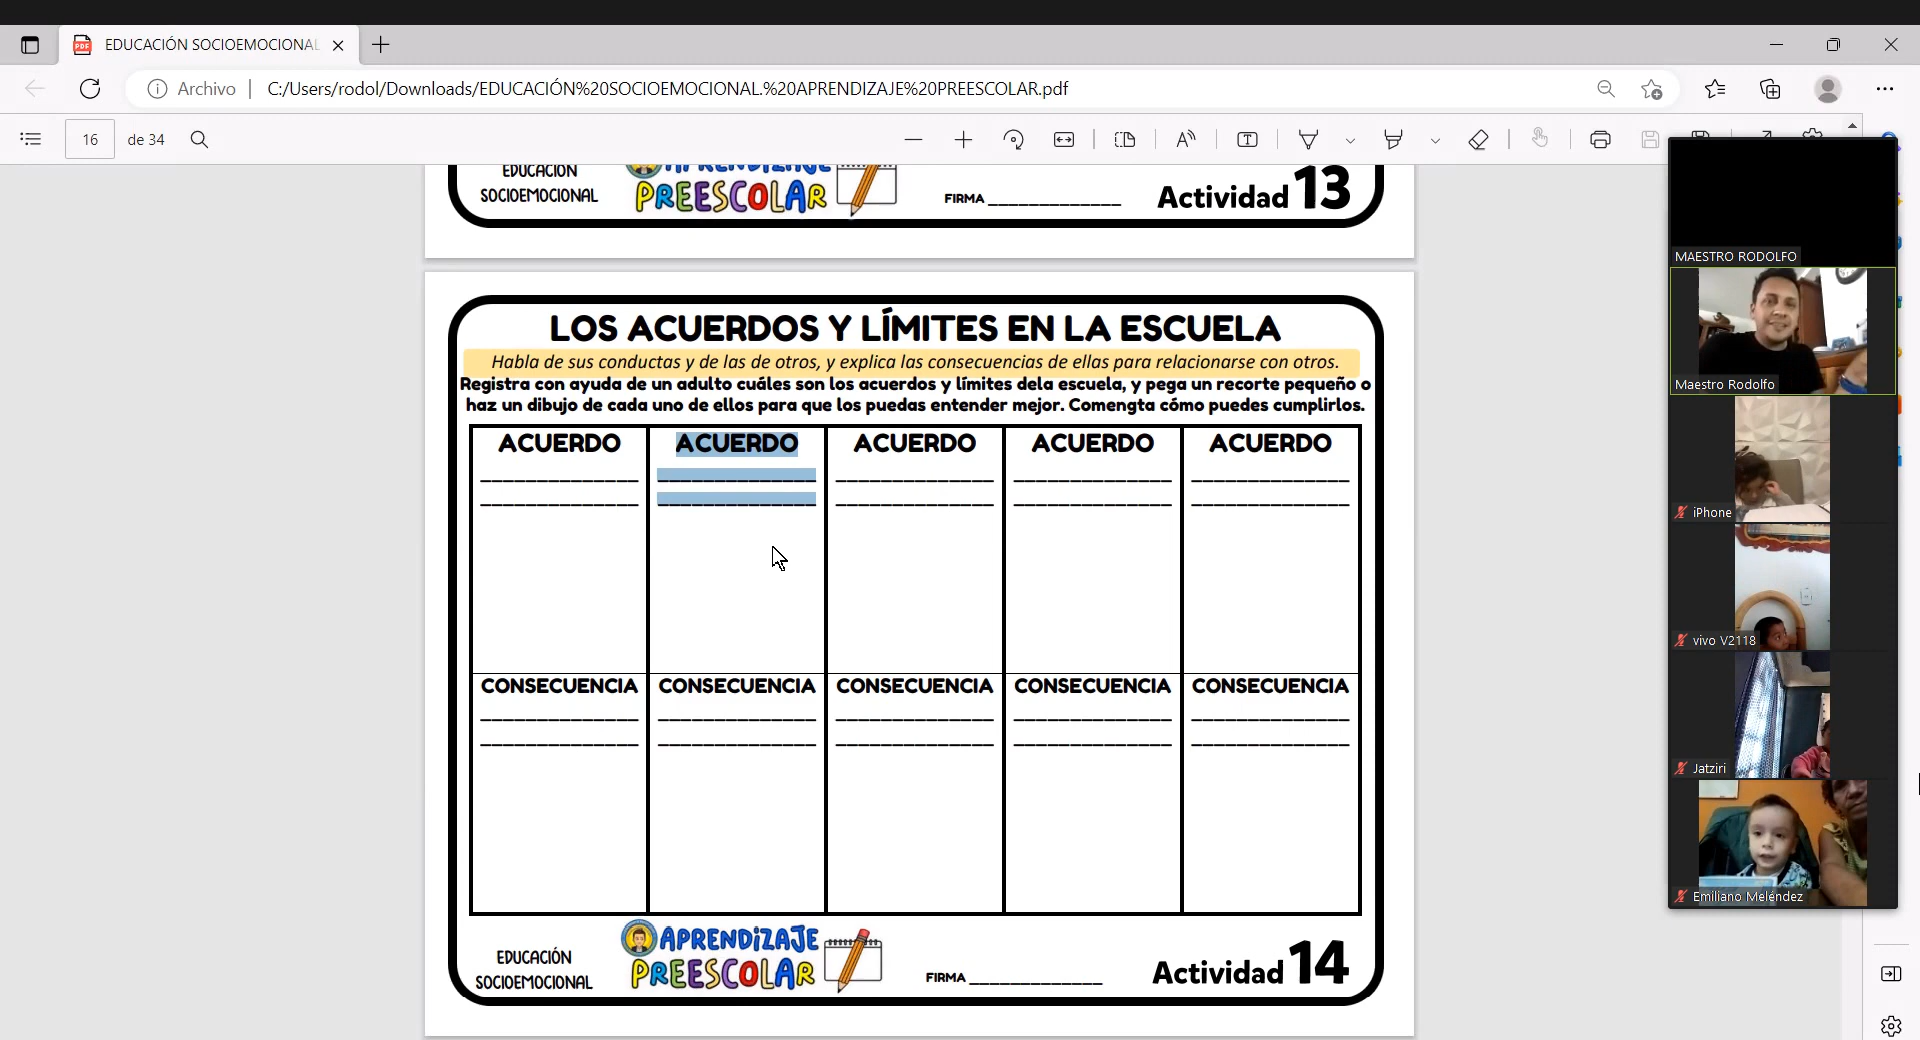 EDUCACIÓN SOCIOEMOCIONAL
Archivo
C:/Users/rodol/Downloads/EDUCACIÓN%20SOCIOEMOCIONAL.%20APRENDIZAJE%20PREESCOLAR.pdf
16 de 34
EDUCACIÓN
SOCIOEMOCIONAL
APRENDIZAJE
PREESCOLAR
FIRMA ______________
Actividad 13
LOS ACUERDOS Y LÍMITES EN LA ESCUELA
Habla de sus conductas y de las de otros, y explica las consecuencias de ellas para relacionarse con otros.
Registra con ayuda de un adulto cuáles son los acuerdos y límites dela escuela, y pega un recorte pequeño o
haz un dibujo de cada uno de ellos para que los puedas entender mejor. Comengta cómo puedes cumplirlos.
ACUERDO ACUERDO ACUERDO ACUERDO ACUERDO
CONSECUENCIA CONSECUENCIA CONSECUENCIA CONSECUENCIA CONSECUENCIA
EDUCACIÓN
SOCIOEMOCIONAL
APRENDIZAJE
PREESCOLAR
FIRMA ______________
Actividad 14
MAESTRO RODOLFO
Maestro Rodolfo
iPhone
vivo V2118
Jatziri
Emiliano Meléndez